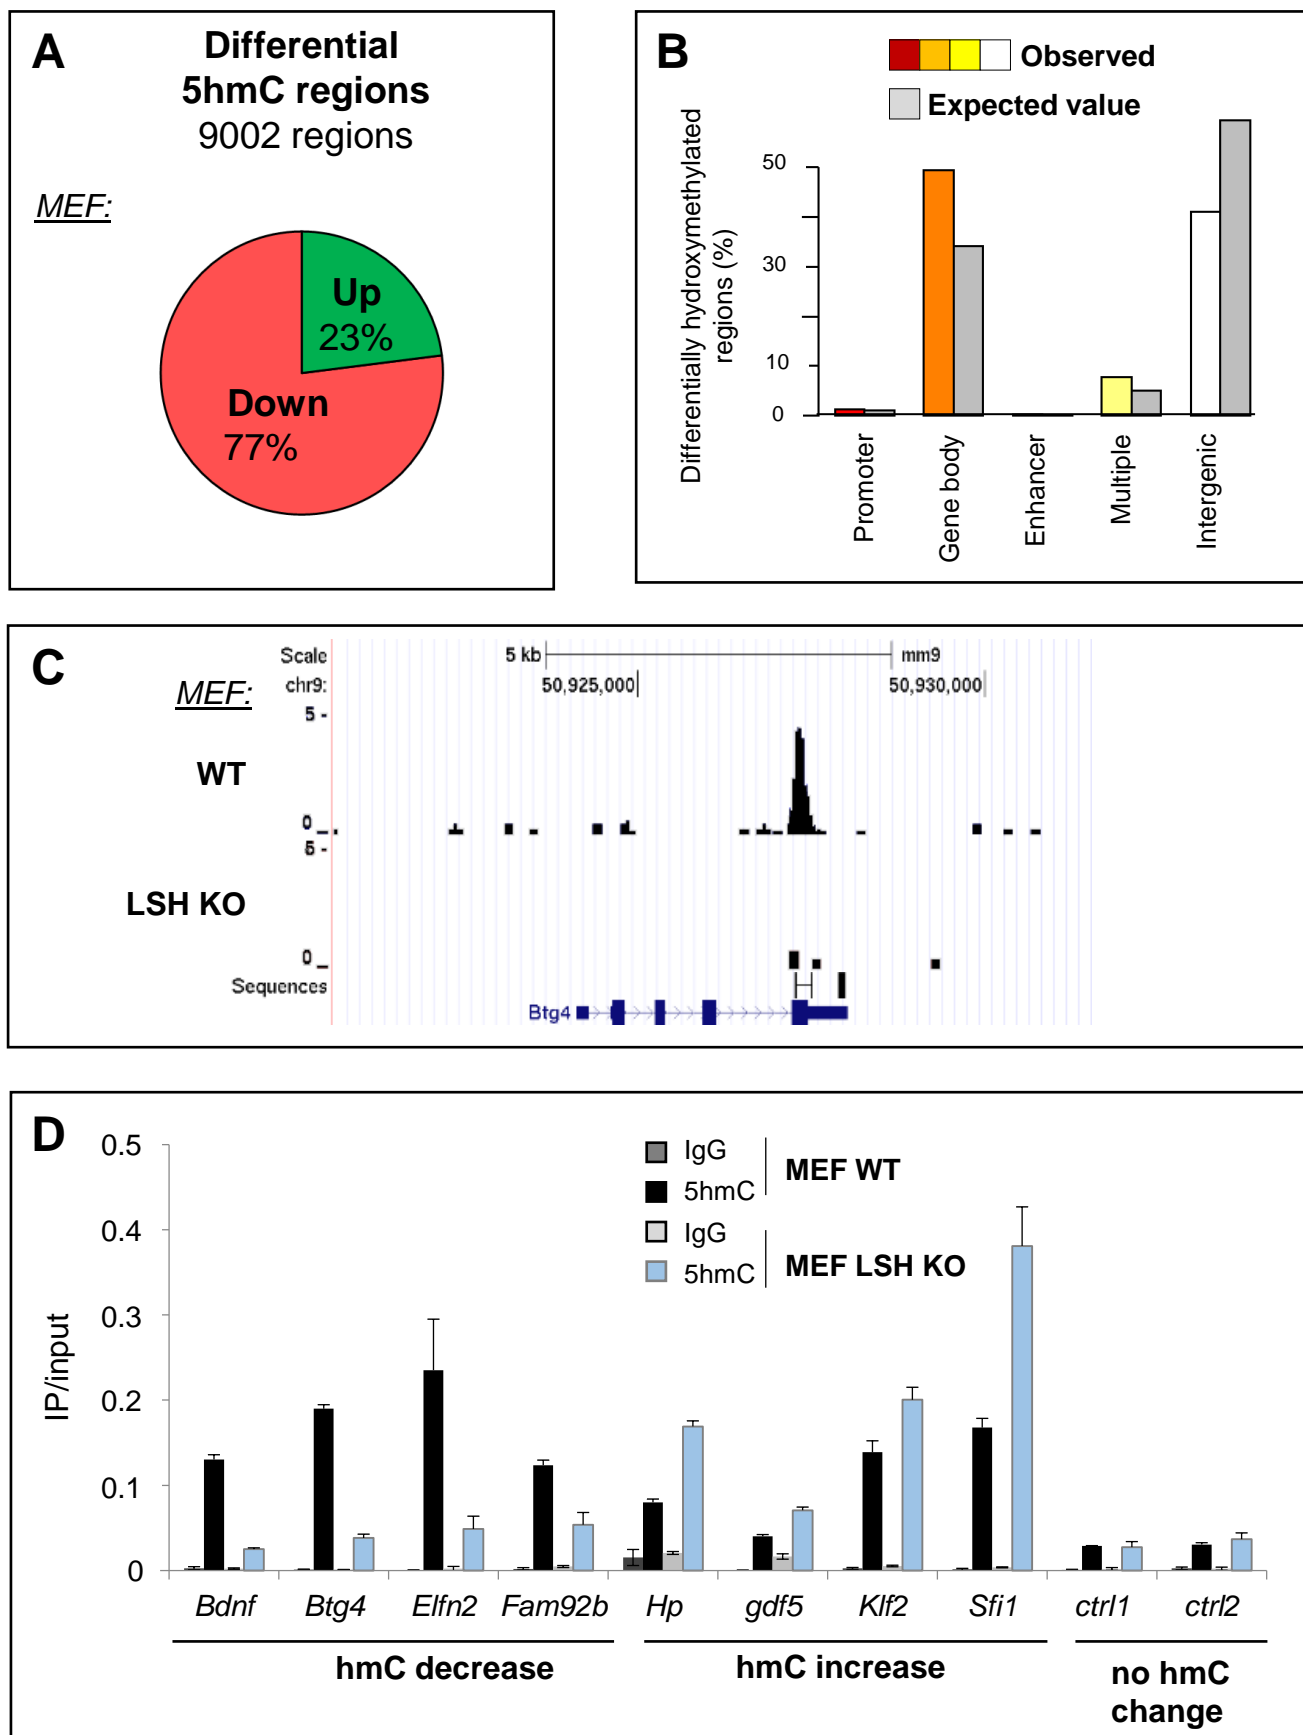 A
Differential
5hmC regions
9002 regions
MEF:
Up
23%
Down
77%
B
Observed
Expected value
Differentially hydroxymethylated
regions (%)
50
30
10
0
Promoter
Gene body
Enhancer
Multiple
Intergenic
C
MEF:
Scale
5 kb
mm9
chr9:
50,925,000
50,930,000
5
WT
0
5
LSH KO
0
Sequences
Btg4
D
IgG
5hmC
MEF WT
IgG
5hmC
MEF LSH KO
IP/input
0.5
0.4
0.3
0.2
0.1
0
Bdnf Btg4 Elfn2 Fam92b Hp gdf5 Klf2 Sfi1 ctrl1 ctrl2
hmC decrease
hmC increase
no hmC
change